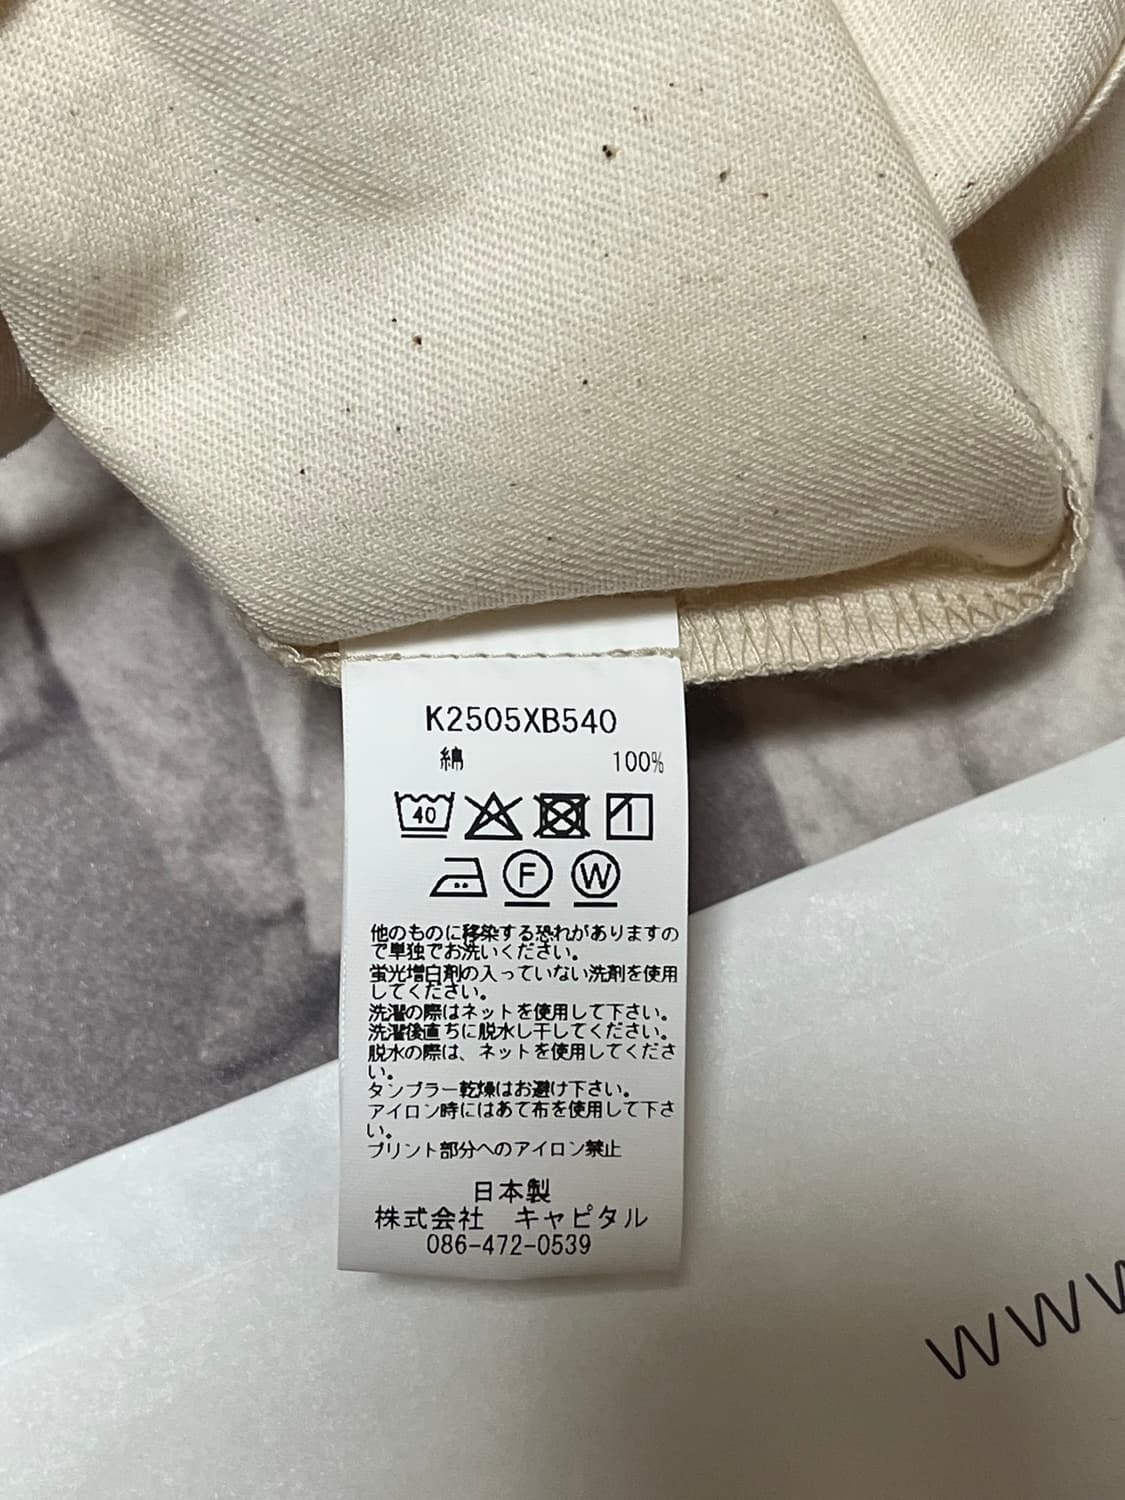 K2505XB540
綿 100%
40
F W
他のものに移染する恐れがありますの
で単独でお洗いください。
蛍光増白剤の入っていない洗剤を使用
してください。
洗濯の際はネットを使用して下さい。
洗濯後直ちに脱水し干してください。
脱水の際は、ネットを使用してくださ
い。
タンブラー乾燥はお避け下さい。
アイロン時にはあて布を使用して下さ
い。
プリント部分へのアイロン禁止
日本製
株式会社 キャピタル
086-472-0539
www